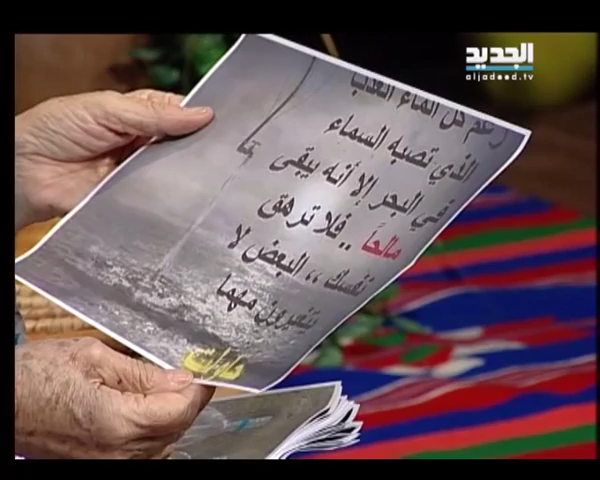 الجديد
aljadeed.tv
رغم كل الماء العذب
الذي تصبه السماء
في البحر إلا أنه يبقى
مالحاً .. فلا ترهق
نفسك ,, البعض لا
يتغيرون مهما